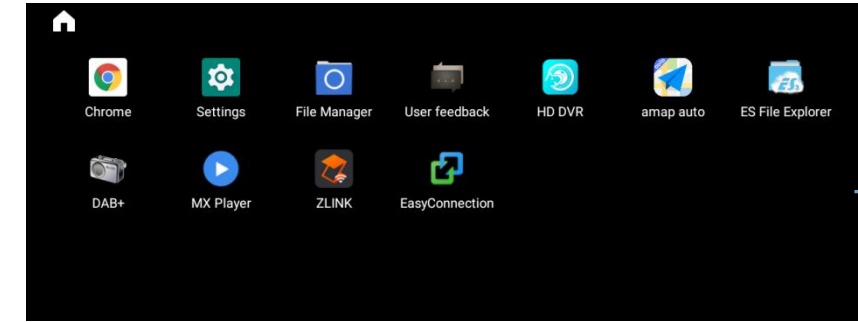 Chrome
Settings
File Manager
User feedback
HD DVR
amap auto
ES File Explorer
DAB+
MX Player
ZLINK
EasyConnection